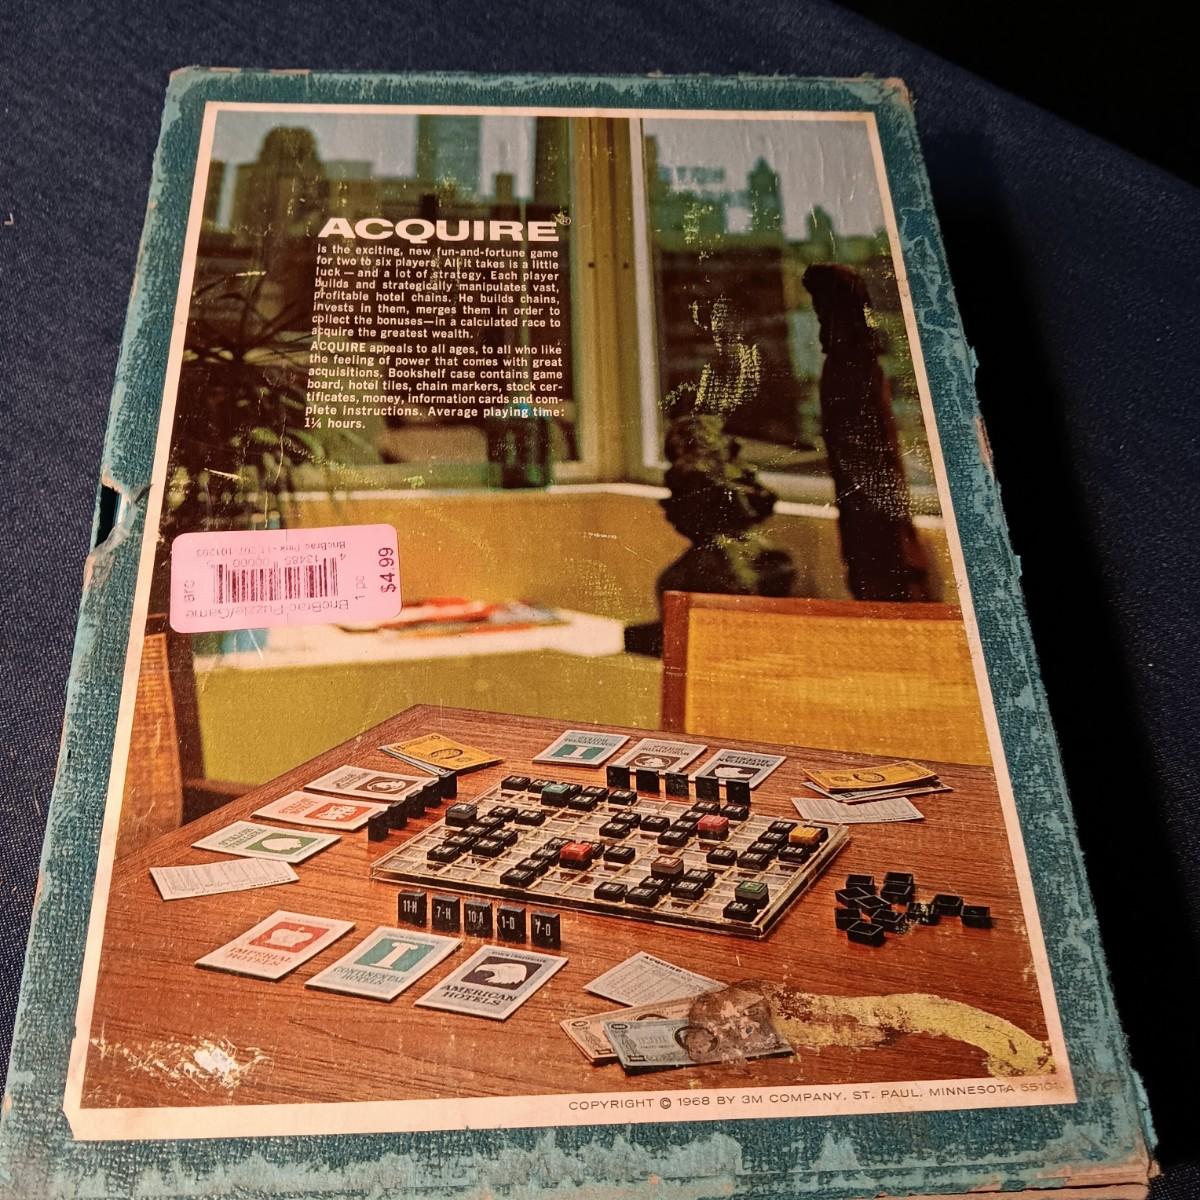 ACQUIRE®
is the exciting, new fun-and-fortune game
for two to six players. All it takes is a little
luck — and a lot of strategy. Each player
builds and strategically manipulates vast,
profitable hotel chains. He builds chains,
invests in them, merges them in order to
collect the bonuses—in a calculated race to
acquire the greatest wealth.
ACQUIRE appeals to all ages, to all who like
the feeling of power that comes with great
acquisitions. Bookshelf case contains game
board, hotel tiles, chain markers, stock cer-
tificates, money, information cards and com-
plete instructions. Average playing time:
1¼ hours.
$4.99
1 pc
BricBrac-Puzzle/Game
arc
11-H 7-H 10-A 1-D 7-D
IMPERIAL
HOTELS
CONTINENTAL
HOTELS
AMERICAN
HOTELS
COPYRIGHT © 1968 BY 3M COMPANY, ST. PAUL, MINNESOTA